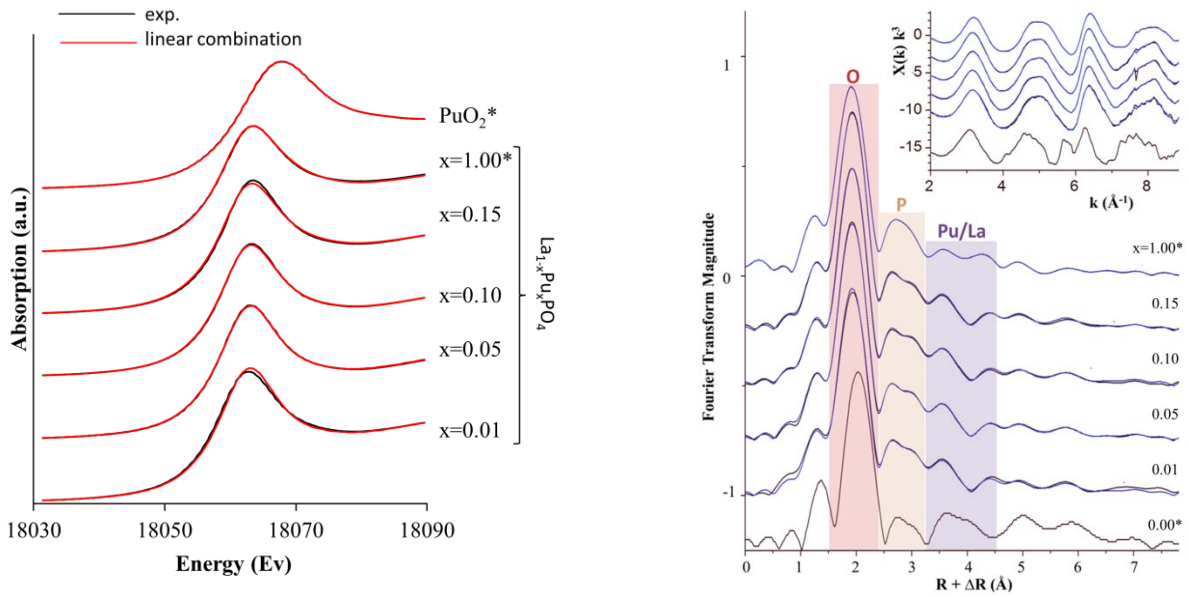 exp.
linear combination
PuO2*
x=1.00*
x=0.15
x=0.10
x=0.05
x=0.01
La1-xPuxPO4
Absorption (a.u.)
18030 18050 18070 18090
Energy (Ev)
1
0
-1
Fourier Transform Magnitude
O
P
Pu/La
x=1.00*
0.15
0.10
0.05
0.01
0.00*
0 1 2 3 4 5 6 7
R + ΔR (Å)
0
-5
-10
-15
X(k) k³
2 4 6 8
k (Å-1)